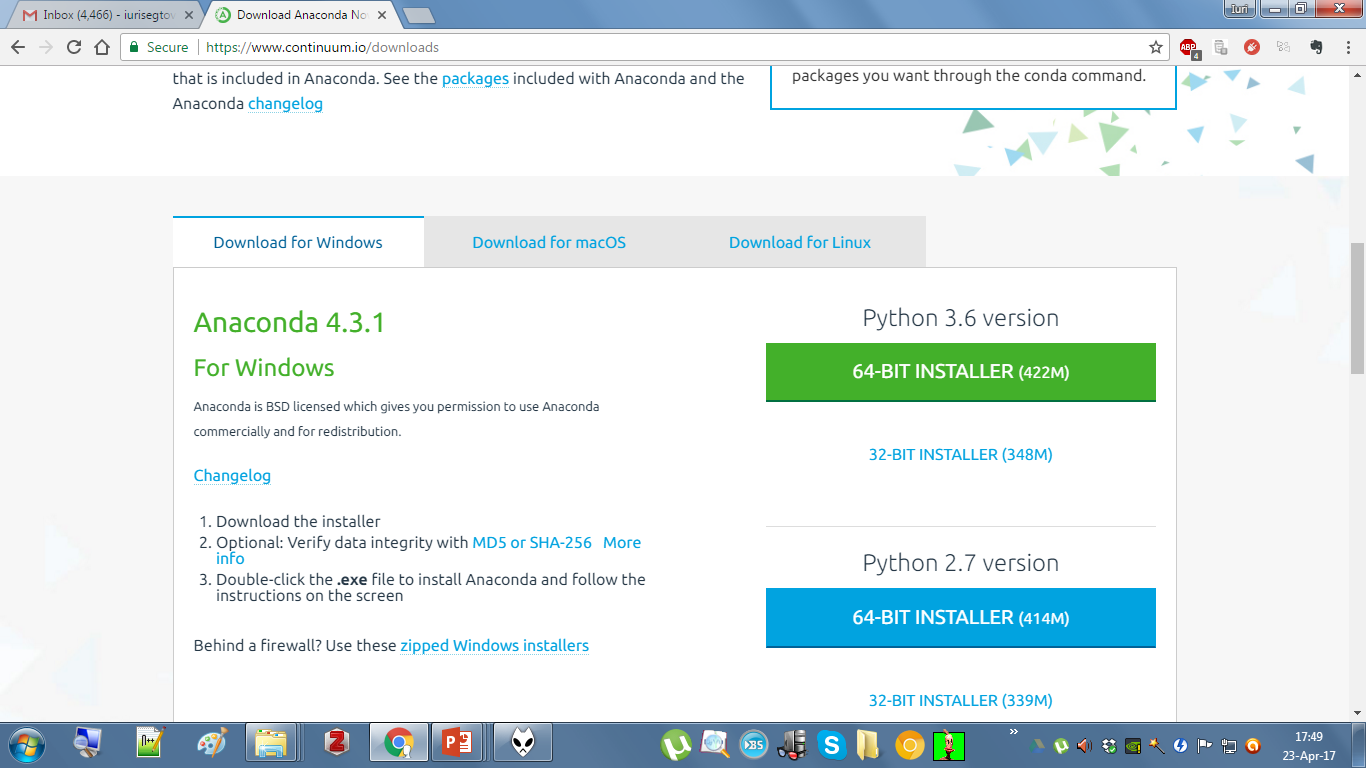 Inbox (4,466) - iurisegtov
Download Anaconda Nov
Iuri
Secure
https://www.continuum.io/downloads
ABP
4
that is included in Anaconda. See the packages included with Anaconda and the
Anaconda changelog
packages you want through the conda command.
Download for Windows
Download for macOS
Download for Linux
Anaconda 4.3.1
For Windows
Anaconda is BSD licensed which gives you permission to use Anaconda
commercially and for redistribution.
Changelog
1. Download the installer
2. Optional: Verify data integrity with MD5 or SHA-256 More
info
3. Double-click the .exe file to install Anaconda and follow the
instructions on the screen
Behind a firewall? Use these zipped Windows installers
Python 3.6 version
64-BIT INSTALLER (422M)
32-BIT INSTALLER (348M)
Python 2.7 version
64-BIT INSTALLER (414M)
32-BIT INSTALLER (339M)
17:49
23-Apr-17